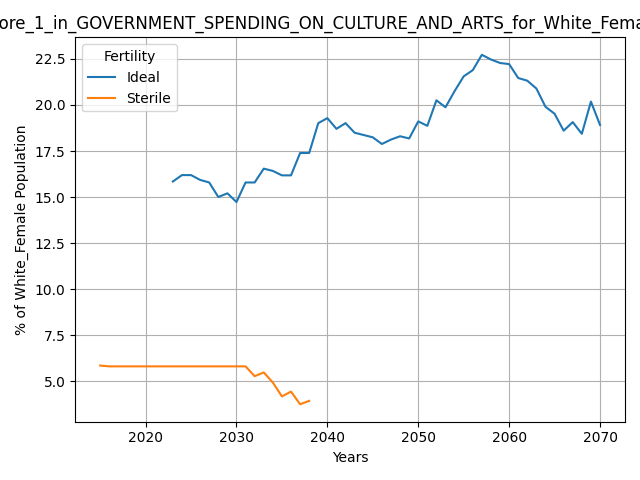 ore_1_in_GOVERNMENT_SPENDING_ON_CULTURE_AND_ARTS_for_White_Fema
Fertility
Ideal
Sterile
22.5
20.0
17.5
15.0
12.5
10.0
7.5
5.0
% of White_Female Population
2020 2030 2040 2050 2060 2070
Years